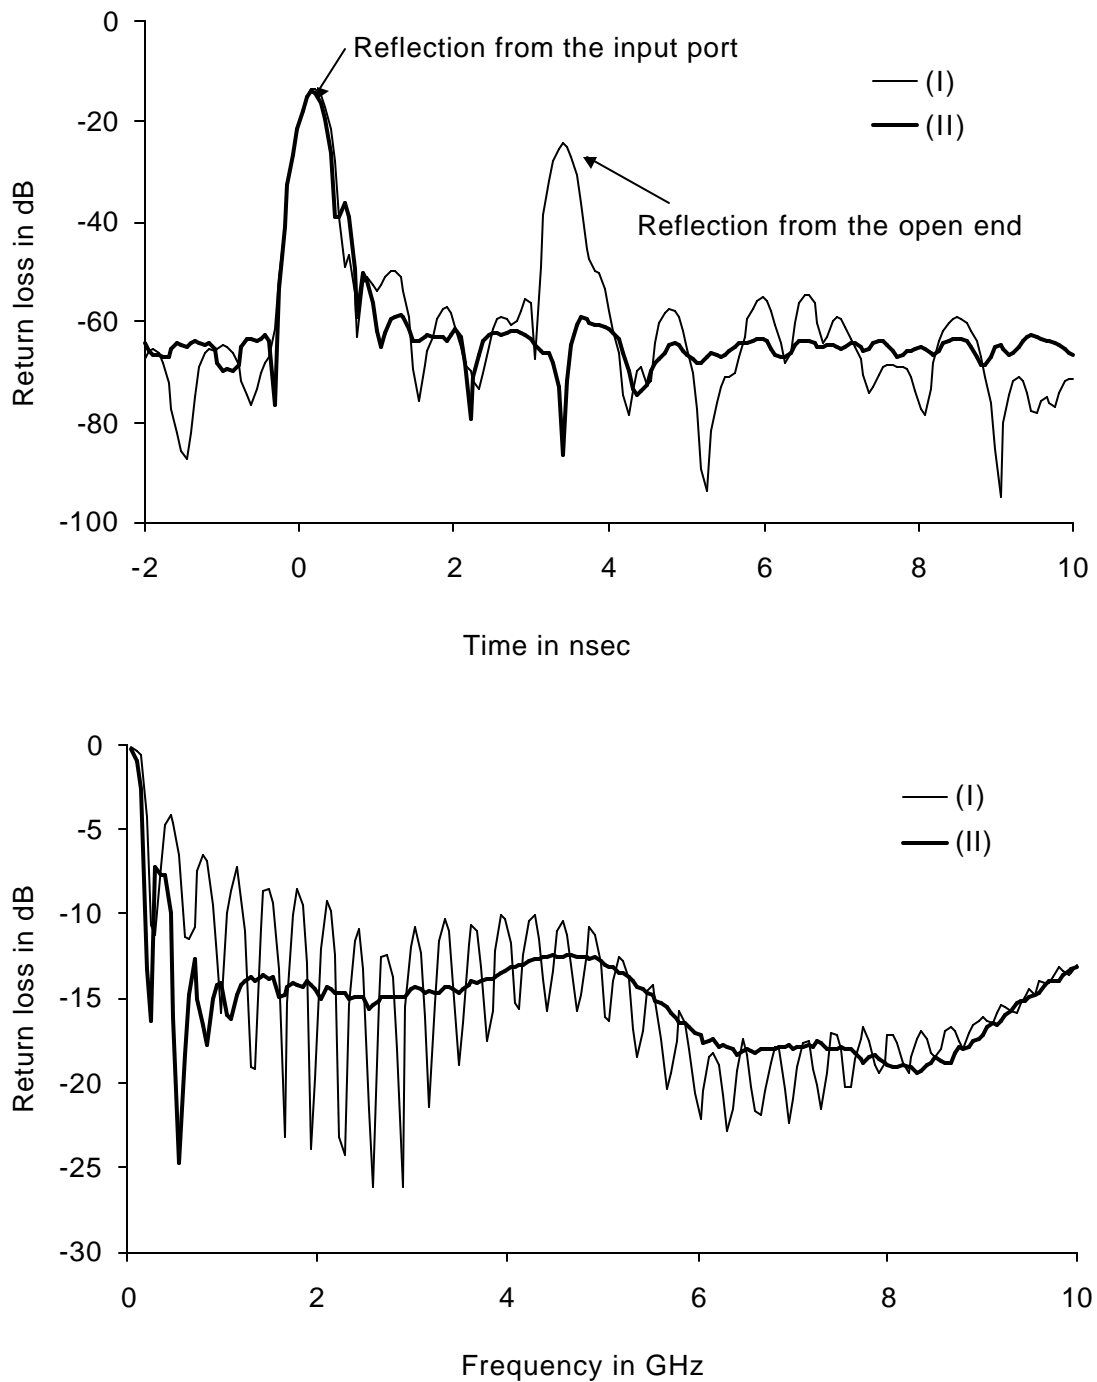 0
Reflection from the input port
(I)
-20
(II)
-40
Reflection from the open end
-60
-80
-100
Return loss in dB
-2 0 2 4 6 8 10
Time in nsec
0
(I)
-5
(II)
-10
-15
-20
-25
-30
Return loss in dB
0 2 4 6 8 10
Frequency in GHz